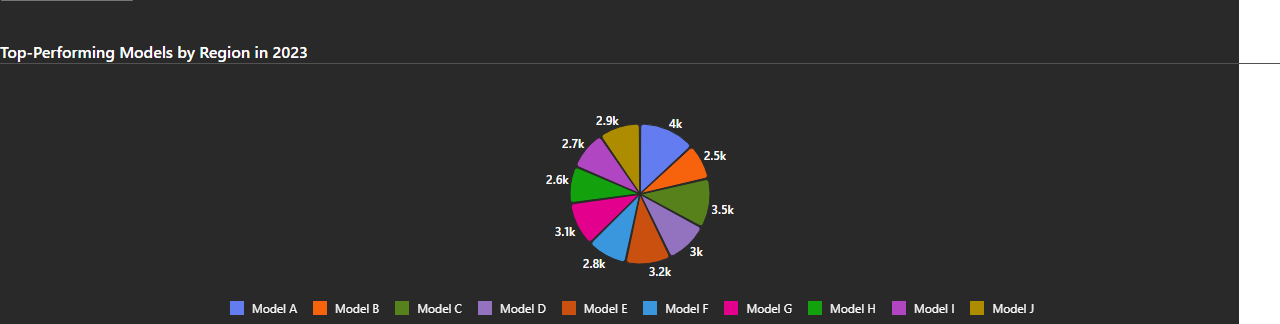 Top-Performing Models by Region in 2023
2.9k 4k
2.7k 2.5k
2.6k 3.5k
3.1k 3k
2.8k 3.2k
Model A Model B Model C Model D Model E Model F Model G Model H Model I Model J